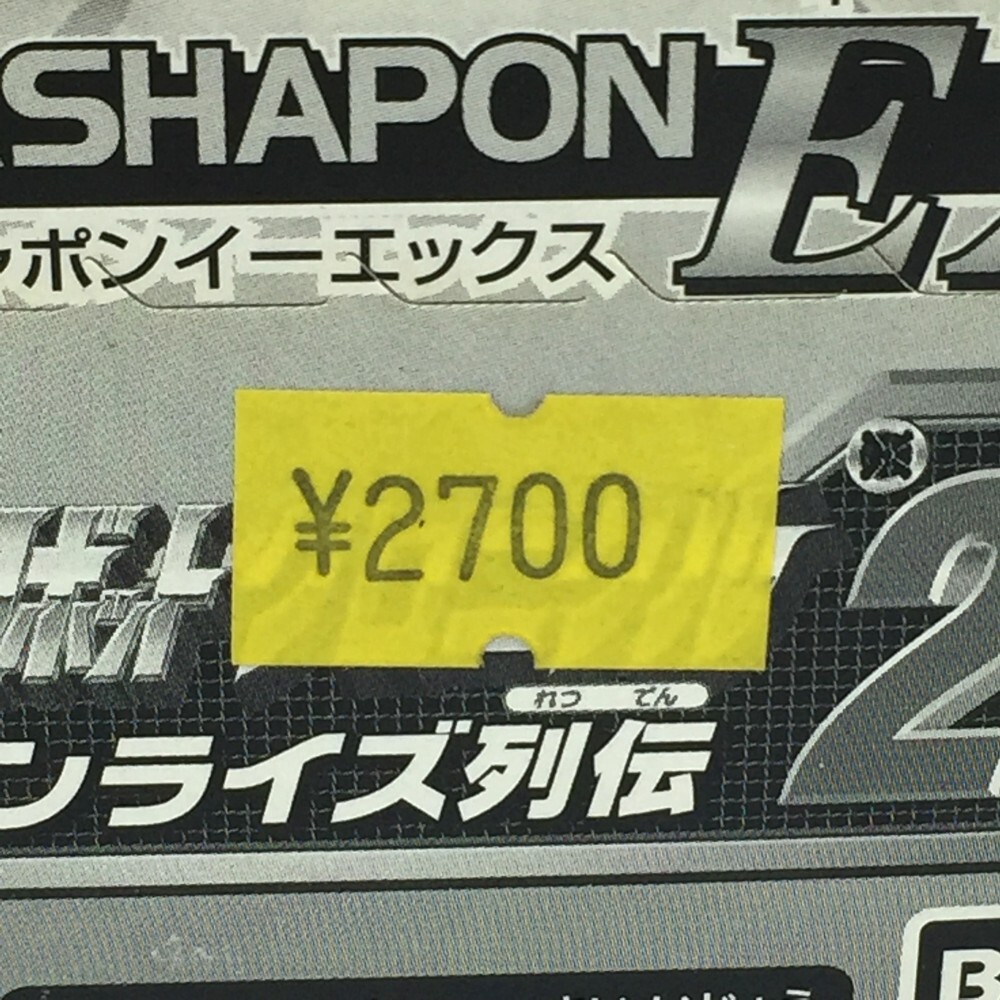 SHAPON E
ポンイーエックス
¥2700
2
れつ でん
ンライズ列伝
B